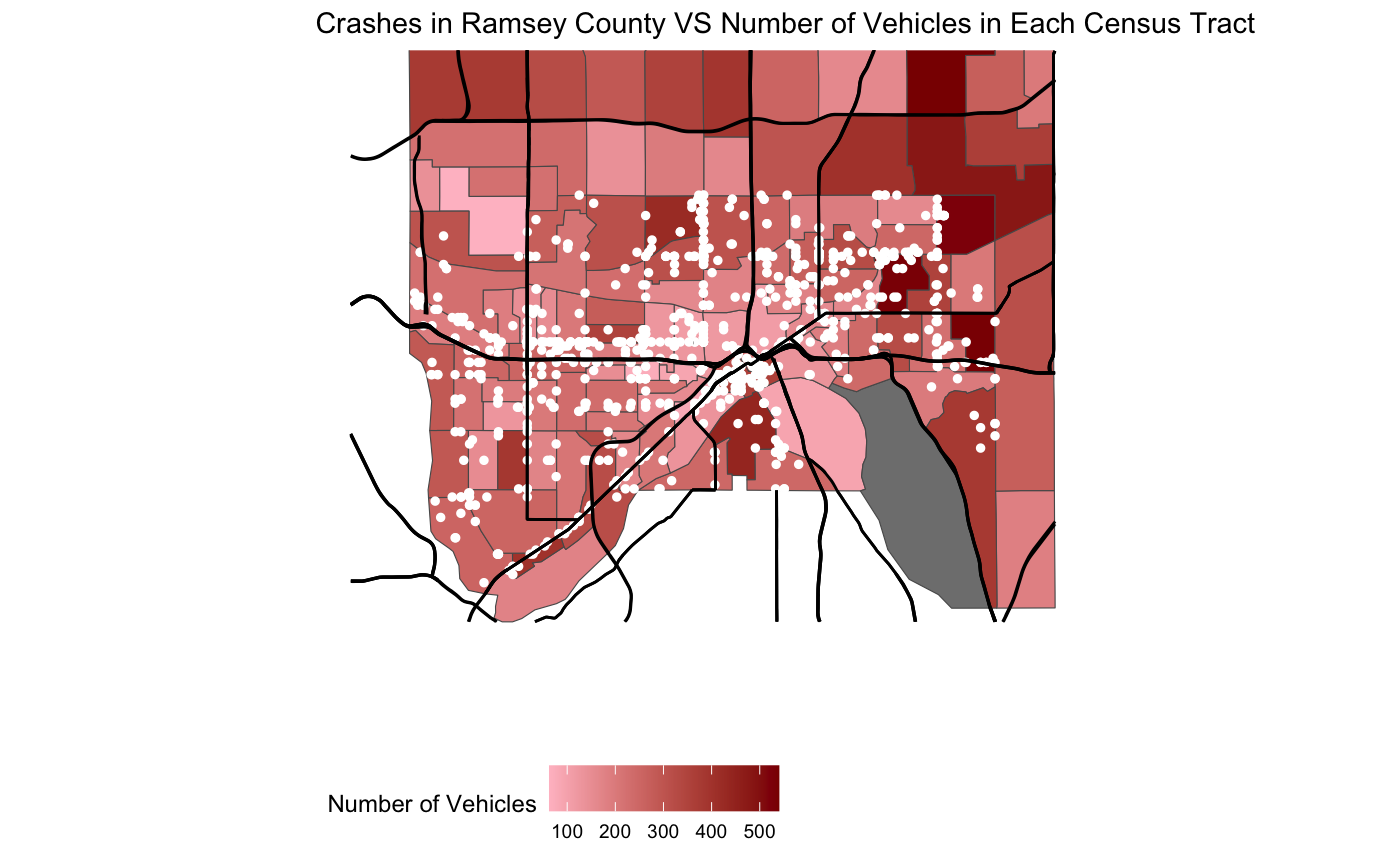 Crashes in Ramsey County VS Number of Vehicles in Each Census Tract
Number of Vehicles
100 200 300 400 500